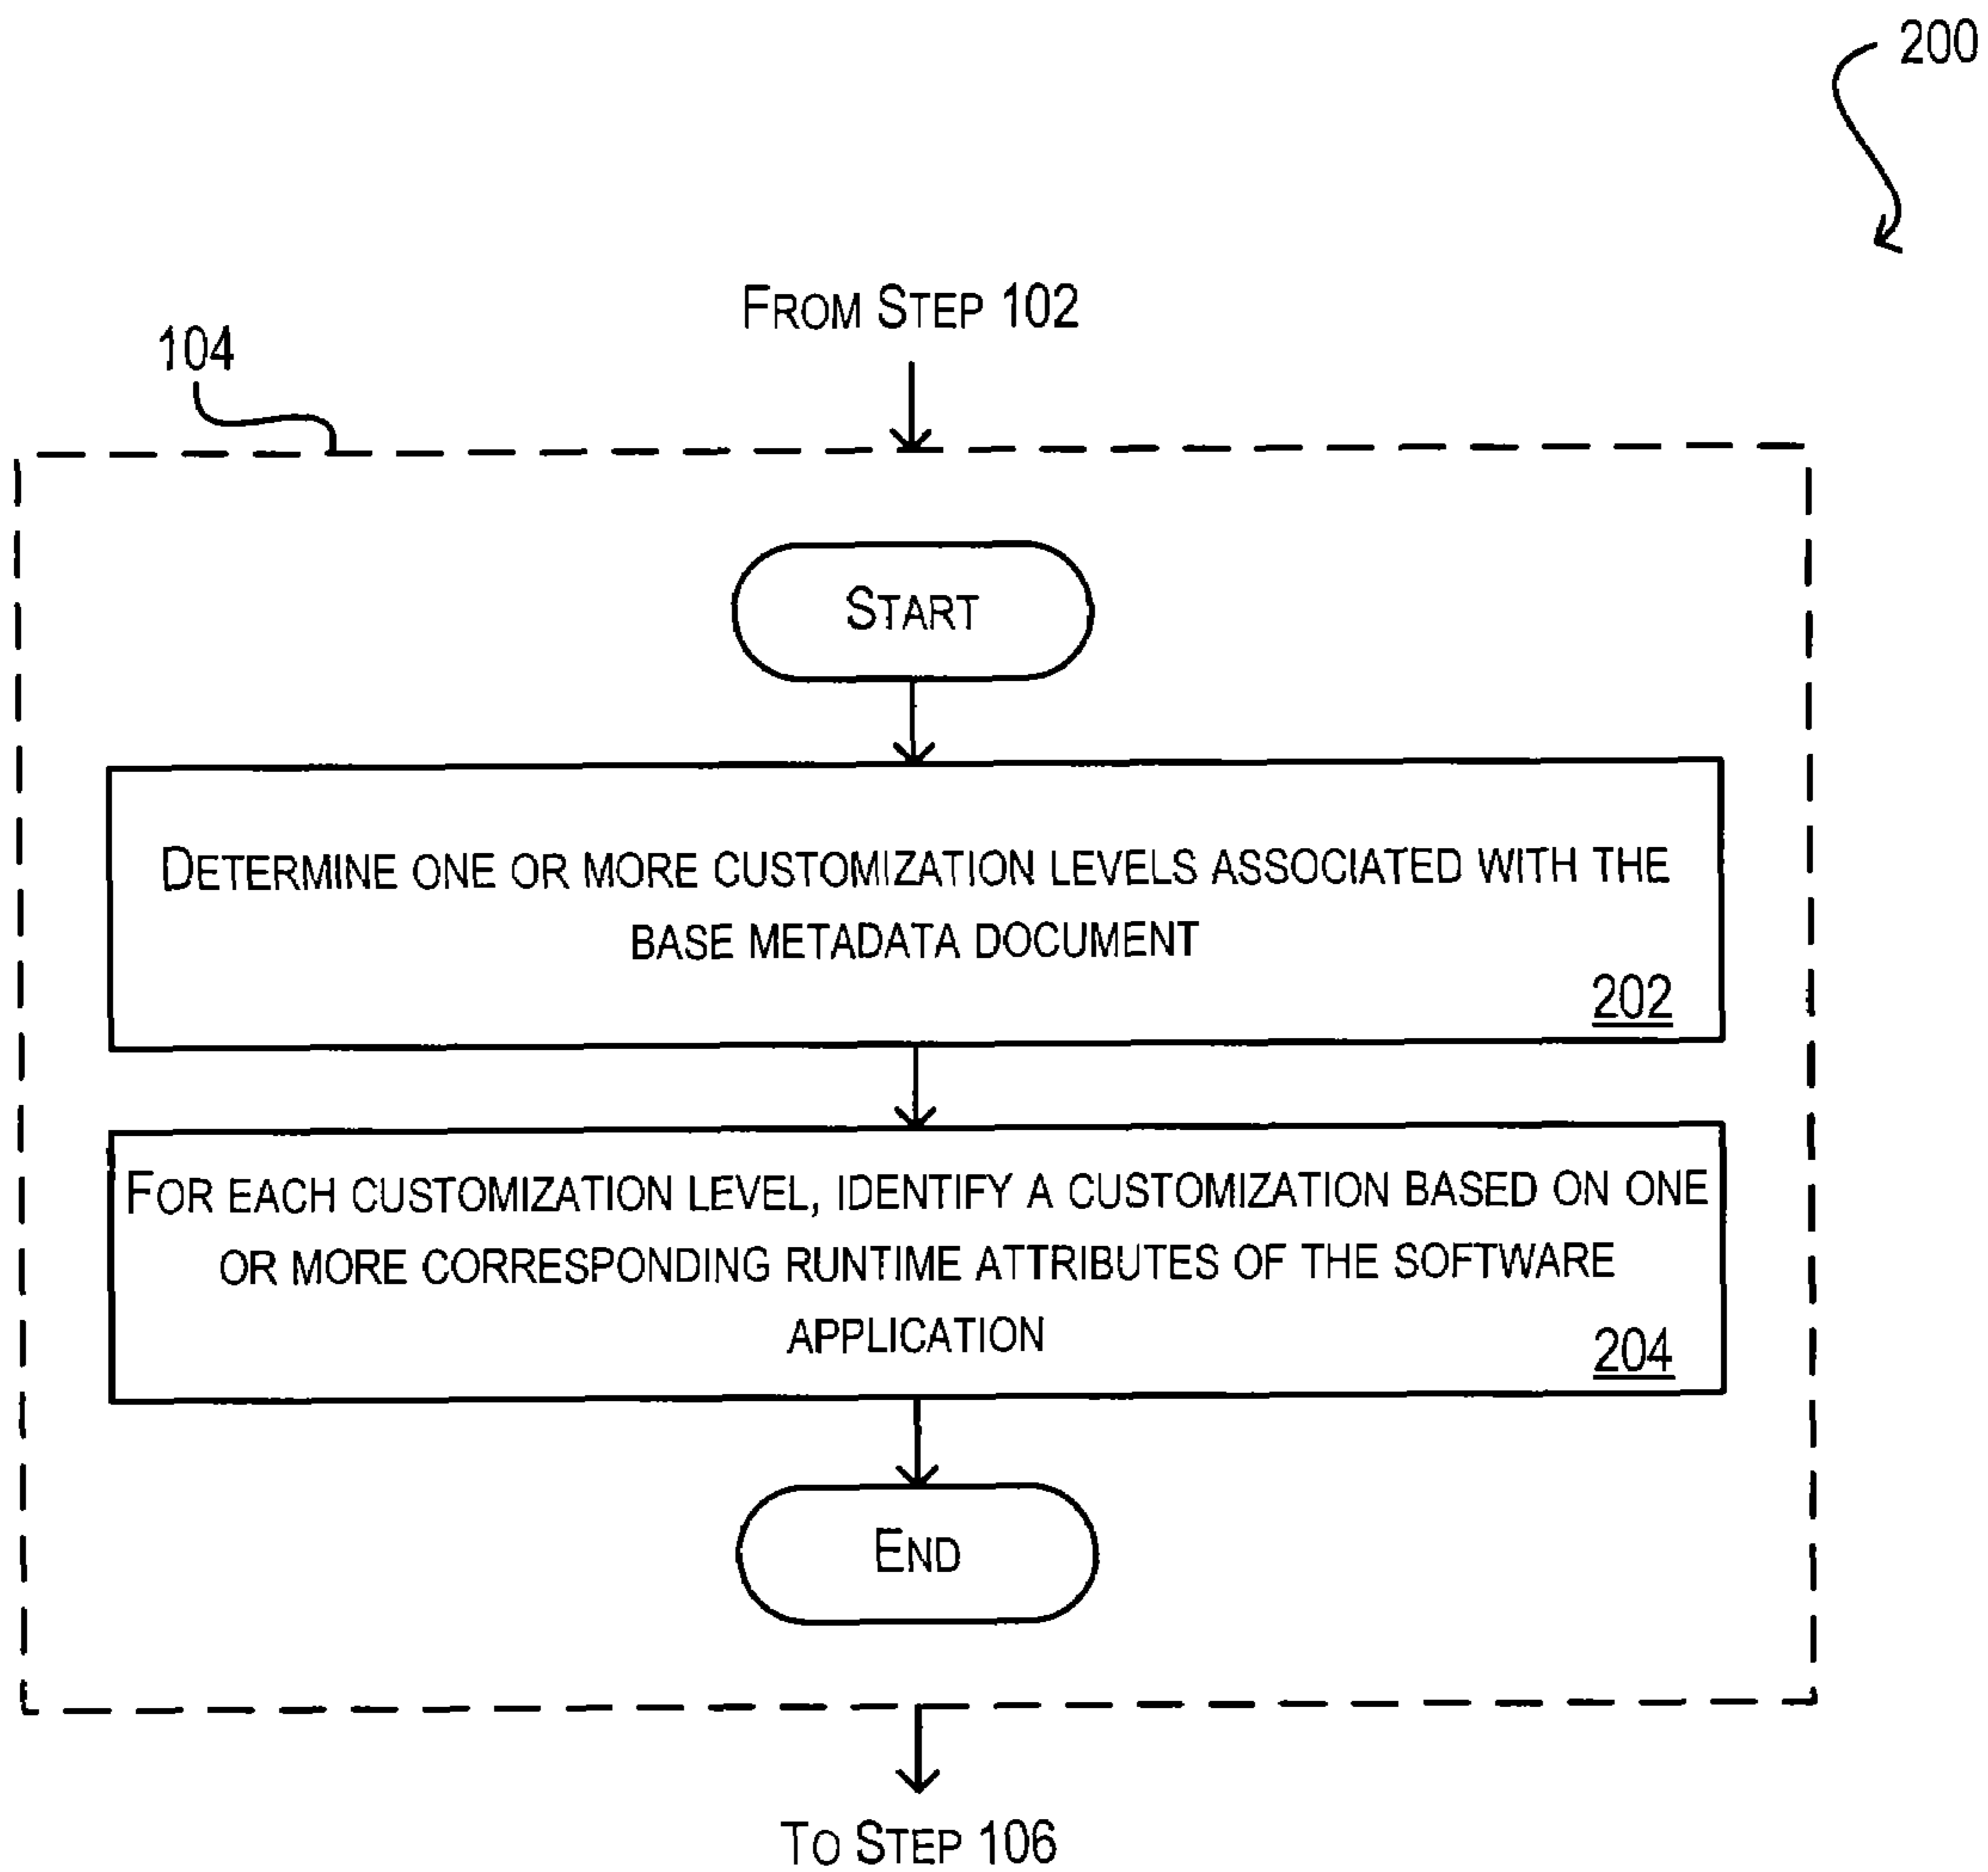 200
From Step 102
104
Start
Determine one or more customization levels associated with the
base metadata document
202
For each customization level, identify a customization based on one
or more corresponding runtime attributes of the software
application
204
End
To Step 106